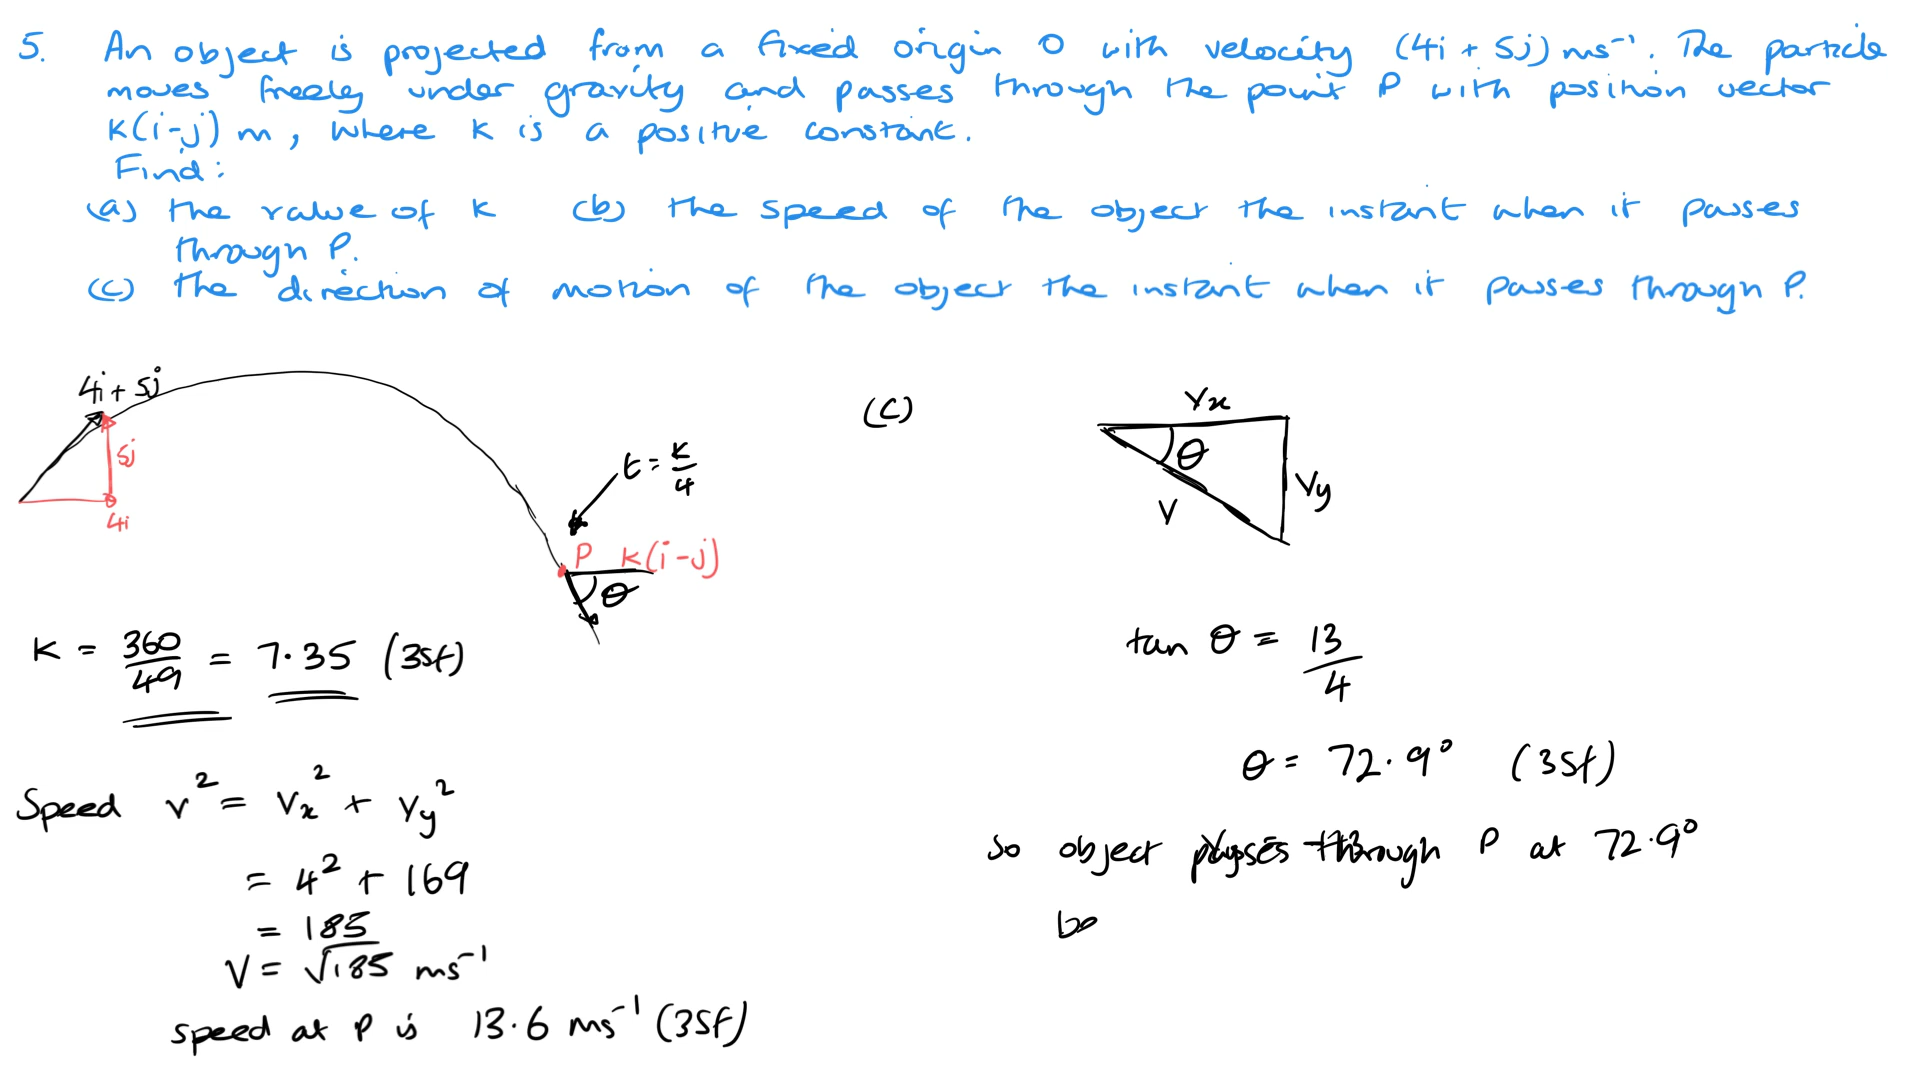 5. An object is projected from a fixed origin O with velocity (4i + 5j) ms⁻¹. The particle
moves freely under gravity and passes through the point P with position vector
K(i-j) m, where K is a positive constant.
Find:
(a) the value of K (b) the speed of the object the instant when it passes
through P.
(c) the direction of motion of the object the instant when it passes through P.
4i + 5j
5j
4i
t = K/4
P K(i-j)
θ
K = 360/49 = 7.35 (3sf)
Speed v² = Vx² + Vy²
= 4² + 169
= 185
V = √185 ms⁻¹
speed at P is 13.6 ms⁻¹ (3sf)
(c)
Vx
θ
V
Vy
tan θ = 13/4
θ = 72.9° (3sf)
so object passes through P at 72.9°
be